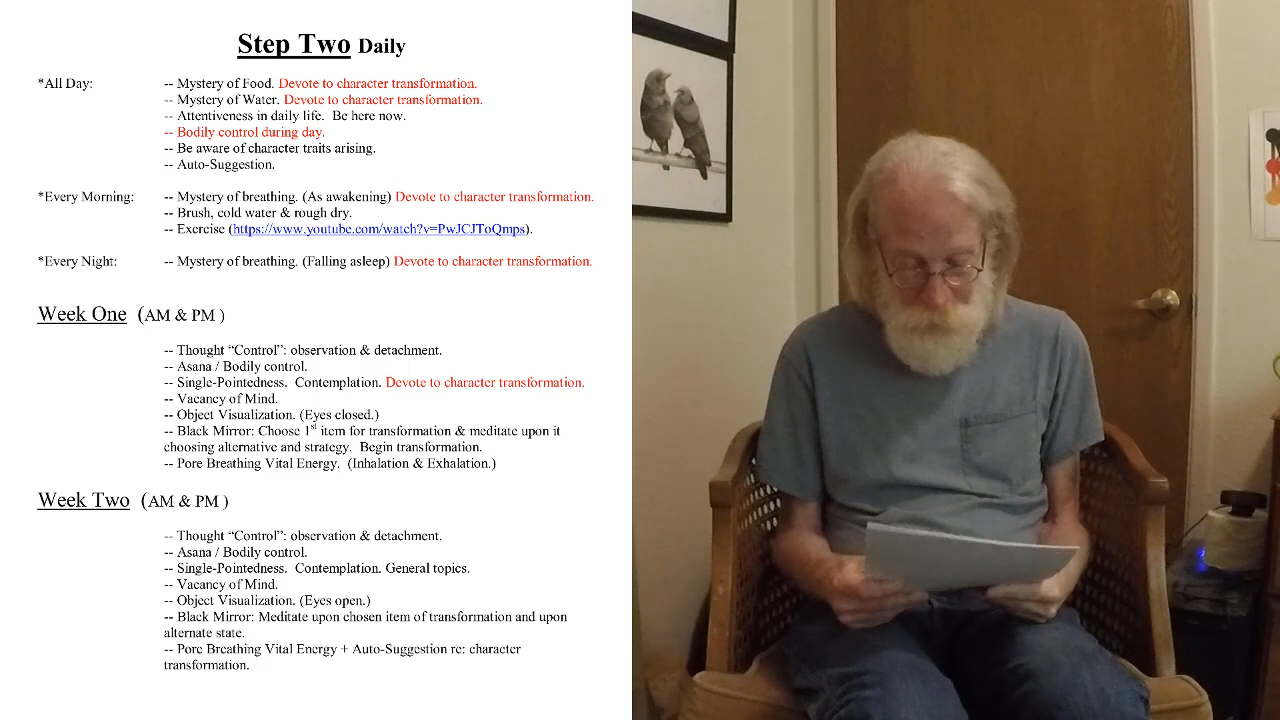 Step Two Daily
*All Day: -- Mystery of Food. Devote to character transformation.
-- Mystery of Water. Devote to character transformation.
-- Attentiveness in daily life. Be here now.
-- Bodily control during day.
-- Be aware of character traits arising.
-- Auto-Suggestion.
*Every Morning: -- Mystery of breathing. (As awakening) Devote to character transformation.
-- Brush, cold water & rough dry.
-- Exercise (https://www.youtube.com/watch?v=PwJCJToQmps).
*Every Night: -- Mystery of breathing. (Falling asleep) Devote to character transformation.
Week One (AM & PM )
-- Thought “Control”: observation & detachment.
-- Asana / Bodily control.
-- Single-Pointedness. Contemplation. Devote to character transformation.
-- Vacancy of Mind.
-- Object Visualization. (Eyes closed.)
-- Black Mirror: Choose 1st item for transformation & meditate upon it
choosing alternative and strategy. Begin transformation.
-- Pore Breathing Vital Energy. (Inhalation & Exhalation.)
Week Two (AM & PM )
-- Thought “Control”: observation & detachment.
-- Asana / Bodily control.
-- Single-Pointedness. Contemplation. General topics.
-- Vacancy of Mind.
-- Object Visualization. (Eyes open.)
-- Black Mirror: Meditate upon chosen item of transformation and upon
alternate state.
-- Pore Breathing Vital Energy + Auto-Suggestion re: character
transformation.